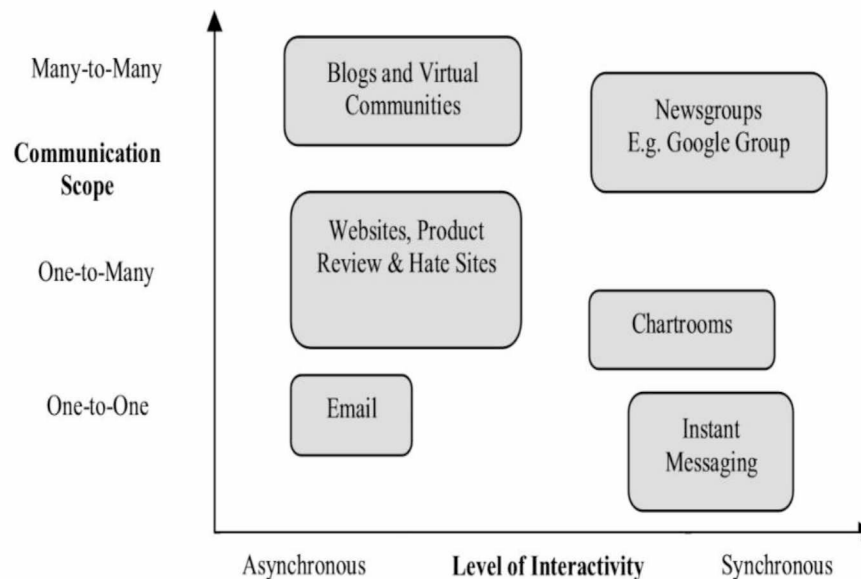 Many-to-Many
Blogs and Virtual
Communities
Newsgroups
E.g. Google Group
Communication
Scope
Websites, Product
Review & Hate Sites
One-to-Many
Chartrooms
One-to-One
Email
Instant
Messaging
Asynchronous
Level of Interactivity
Synchronous